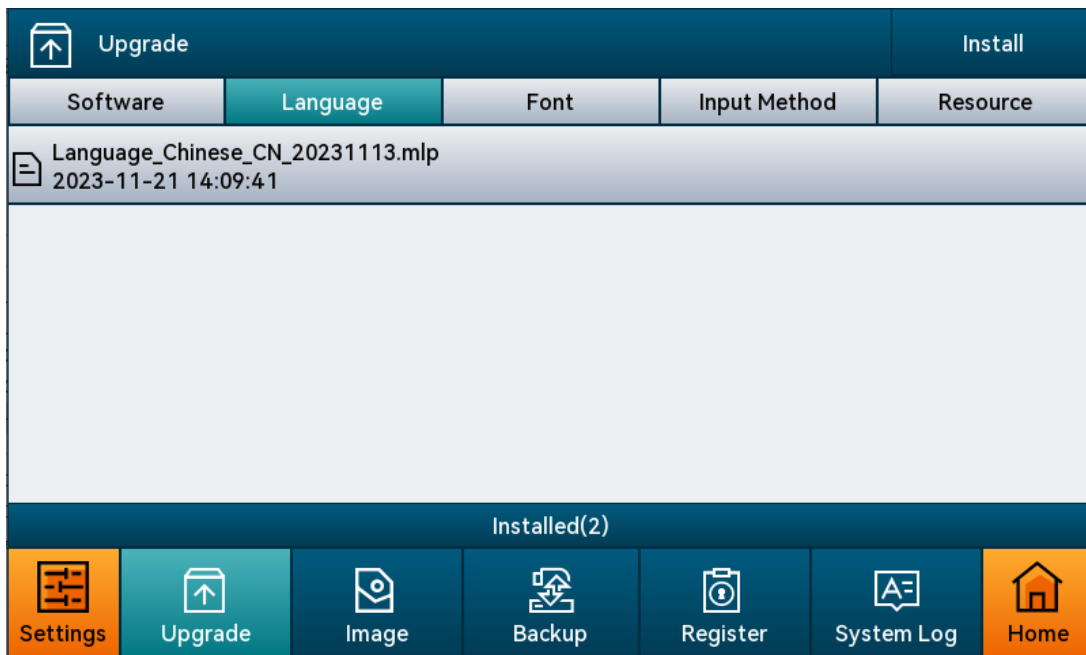 Upgrade
Install
Software
Language
Font
Input Method
Resource
Language_Chinese_CN_20231113.mlp
2023-11-21 14:09:41
Installed(2)
Settings
Upgrade
Image
Backup
Register
System Log
Home